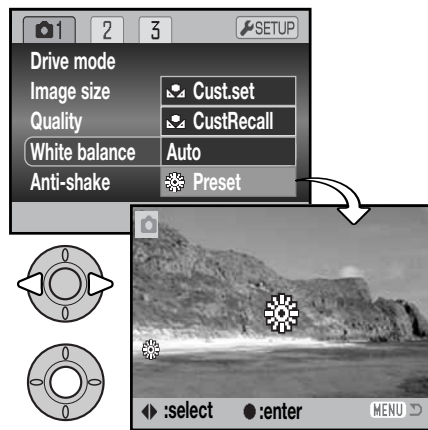 1 2 3 SETUP
Drive mode
Image size Cust.set
Quality CustRecall
White balance Auto
Anti-shake Preset
:select :enter MENU